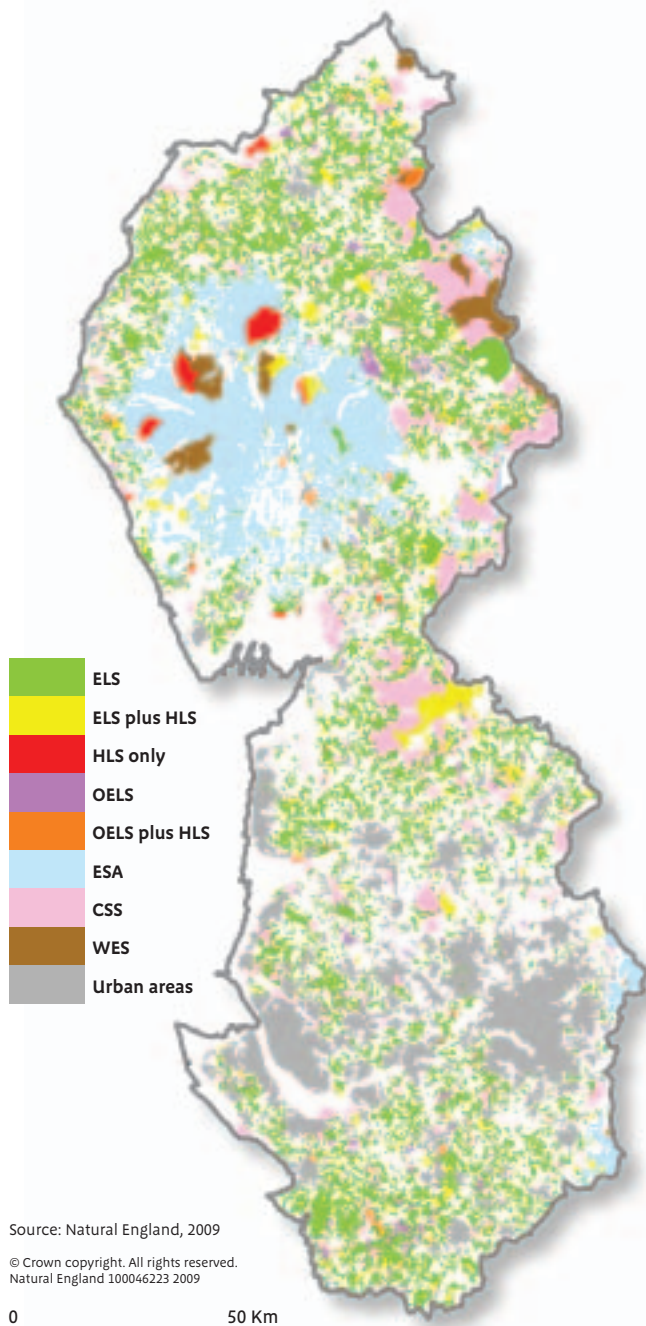 ELS
ELS plus HLS
HLS only
OELS
OELS plus HLS
ESA
CSS
WES
Urban areas
Source: Natural England, 2009
© Crown copyright. All rights reserved.
Natural England 100046223 2009
0 50 Km